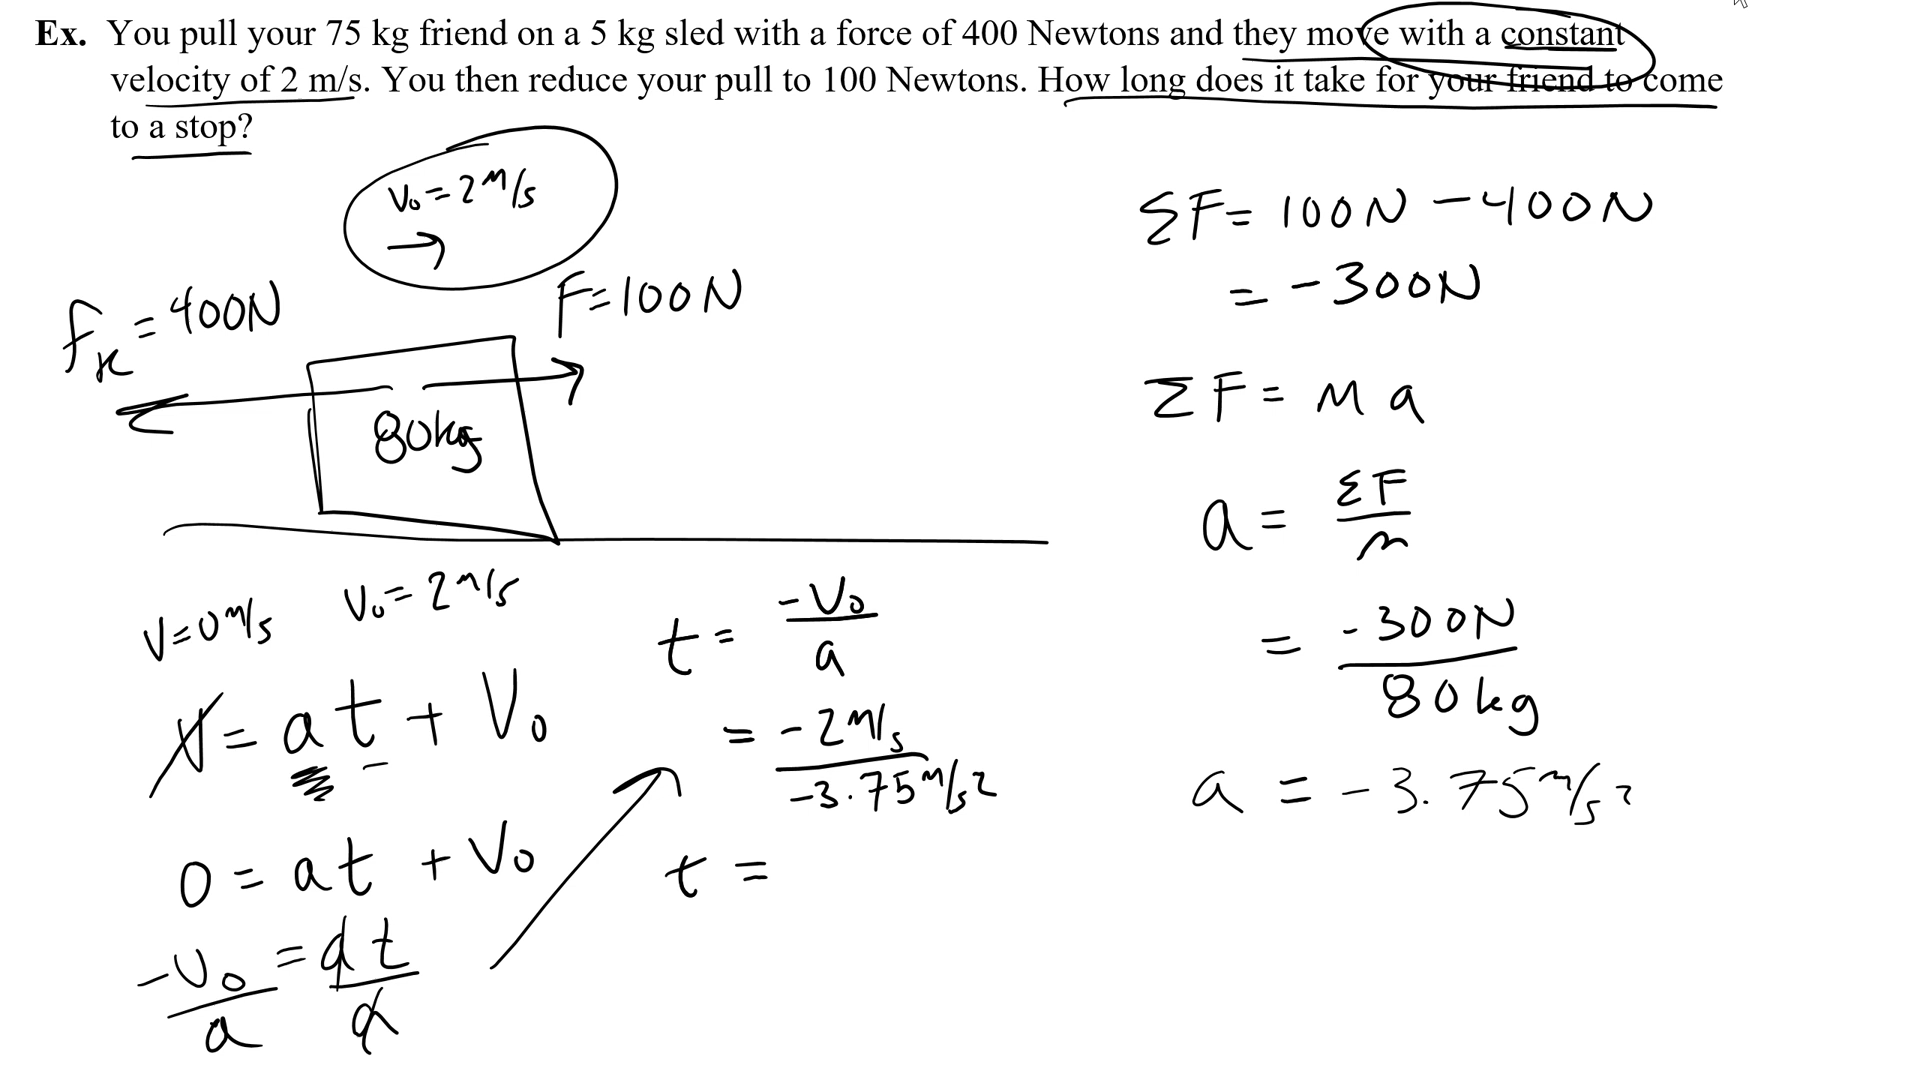 Ex. You pull your 75 kg friend on a 5 kg sled with a force of 400 Newtons and they move with a constant
velocity of 2 m/s. You then reduce your pull to 100 Newtons. How long does it take for your friend to come
to a stop?
V₀ = 2 m/s
→
fₖ = 400N
F = 100N
80kg
V = 0 m/s V₀ = 2 m/s
V = at + V₀
0 = at + V₀
-V₀/a = at/a
t = -V₀/a
= -2 m/s / -3.75 m/s²
t =
ΣF = 100N - 400N
= -300N
ΣF = Ma
a = ΣF/m
= -300N/80kg
a = -3.75 m/s²